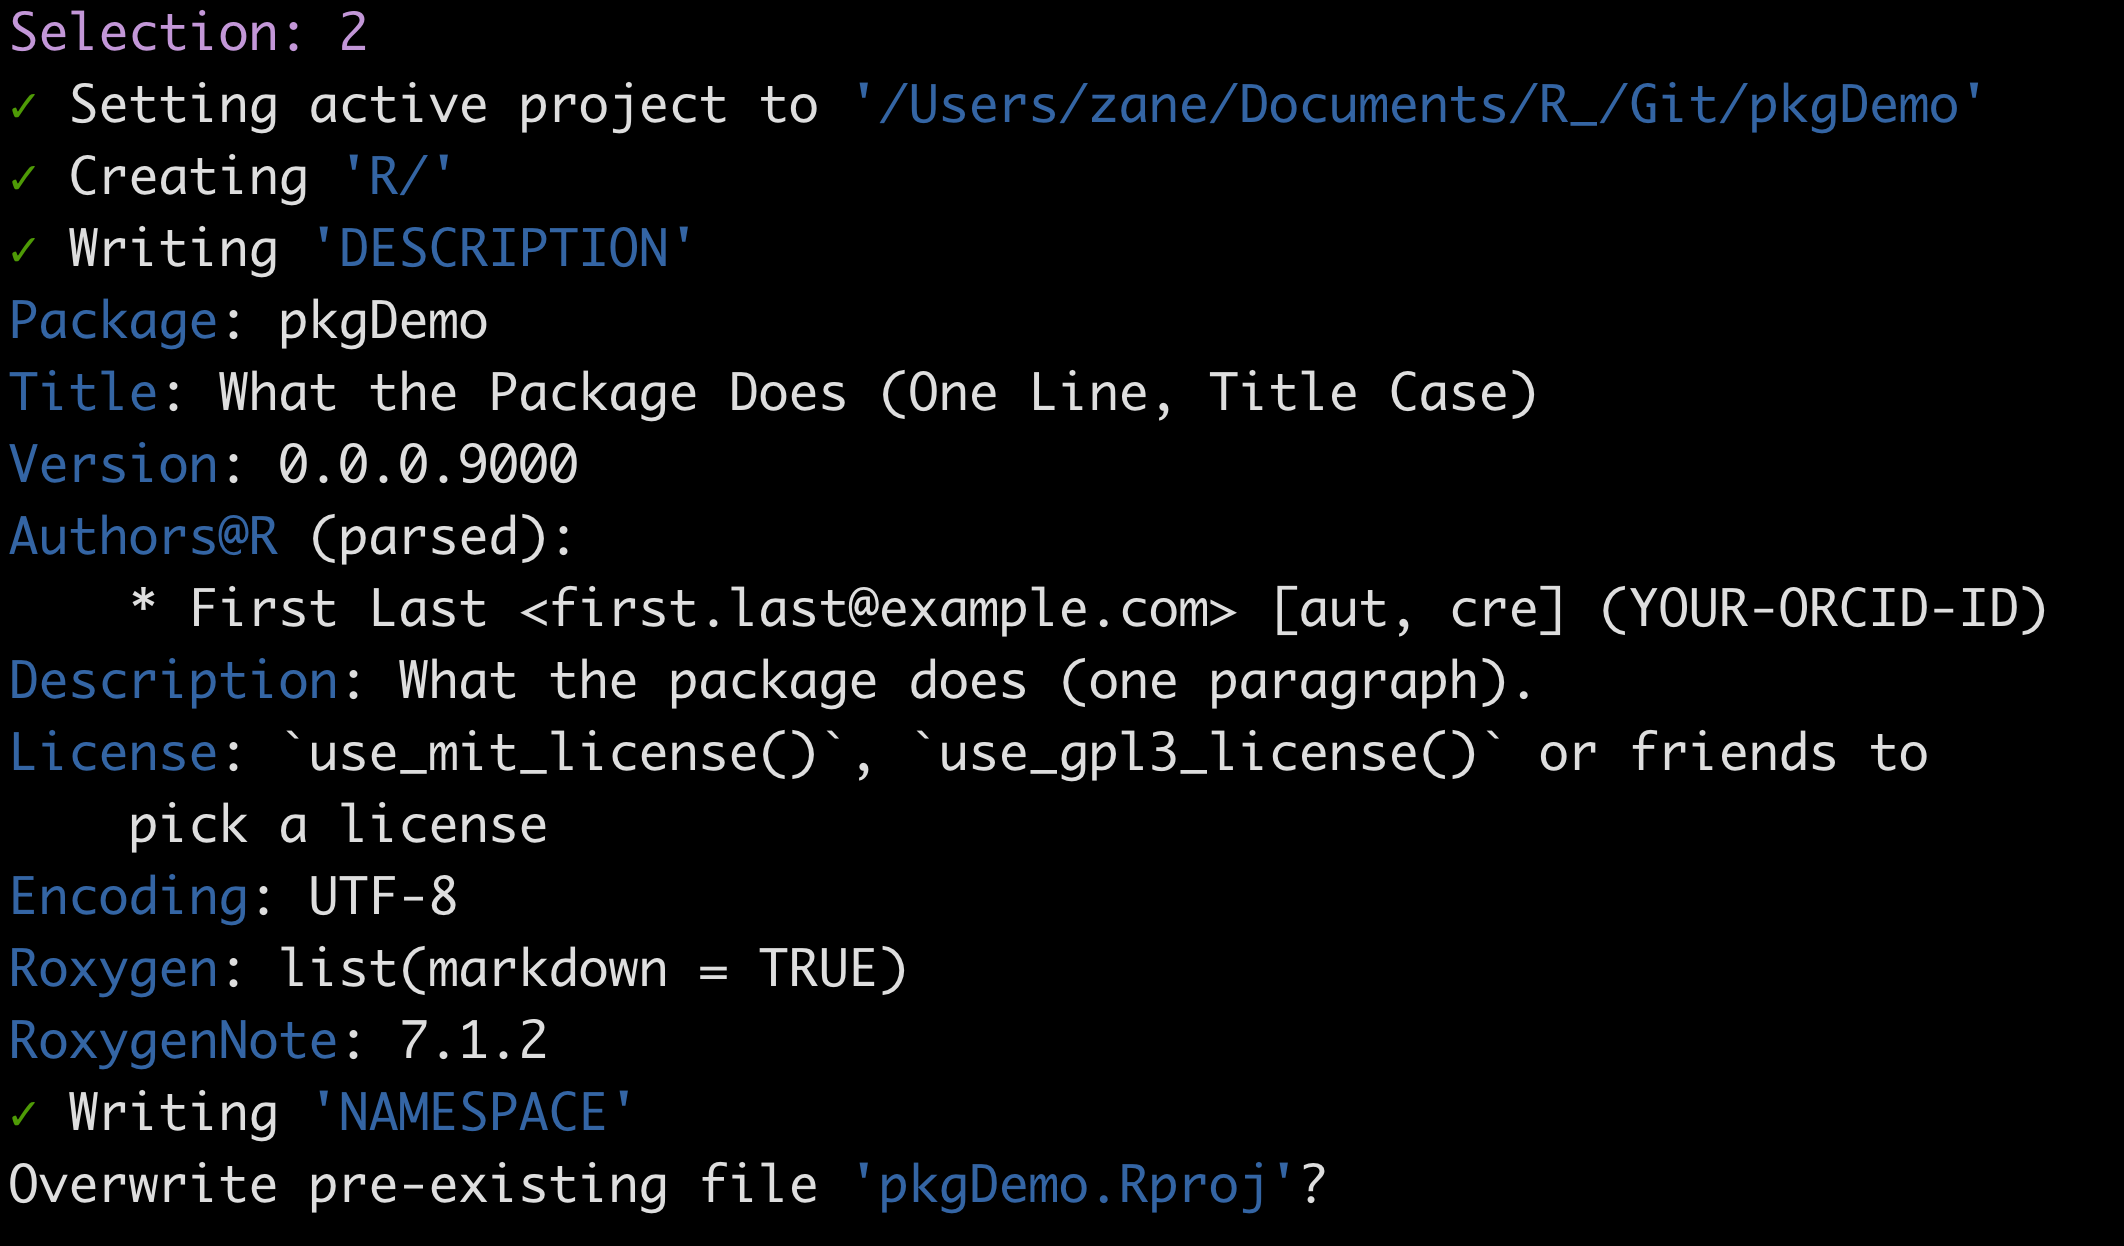 Selection: 2
✓ Setting active project to '/Users/zane/Documents/R_/Git/pkgDemo'
✓ Creating 'R/'
✓ Writing 'DESCRIPTION'
Package: pkgDemo
Title: What the Package Does (One Line, Title Case)
Version: 0.0.0.9000
Authors@R (parsed):
    * First Last <first.last@example.com> [aut, cre] (YOUR-ORCID-ID)
Description: What the package does (one paragraph).
License: `use_mit_license()`, `use_gpl3_license()` or friends to
    pick a license
Encoding: UTF-8
Roxygen: list(markdown = TRUE)
RoxygenNote: 7.1.2
✓ Writing 'NAMESPACE'
Overwrite pre-existing file 'pkgDemo.Rproj'?